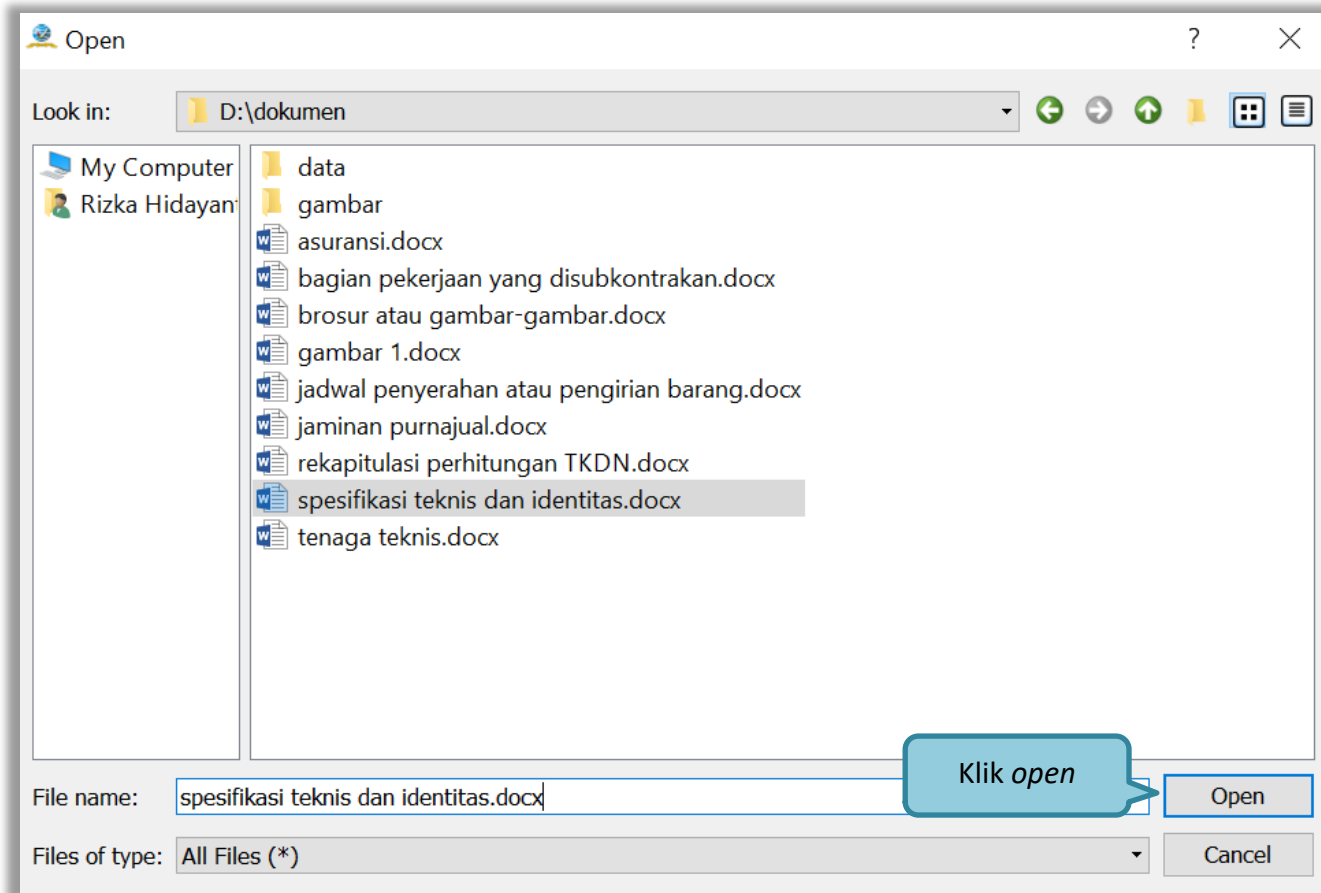 Open
Look in: D:\dokumen
My Computer
Rizka Hidayan
data
gambar
asuransi.docx
bagian pekerjaan yang disubkontrakan.docx
brosur atau gambar-gambar.docx
gambar 1.docx
jadwal penyerahan atau pengirian barang.docx
jaminan purnajual.docx
rekapitulasi perhitungan TKDN.docx
spesifikasi teknis dan identitas.docx
tenaga teknis.docx
Klik open
File name: spesifikasi teknis dan identitas.docx Open
Files of type: All Files (*) Cancel